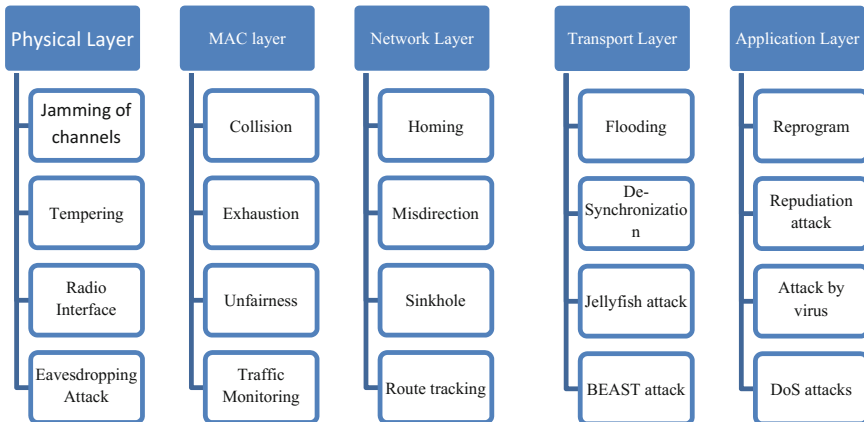 Physical Layer
Jamming of
channels
Tempering
Radio
Interface
Eavesdropping
Attack
MAC layer
Collision
Exhaustion
Unfairness
Traffic
Monitoring
Network Layer
Homing
Misdirection
Sinkhole
Route tracking
Transport Layer
Flooding
De-
Synchronizatio
n
Jellyfish attack
BEAST attack
Application Layer
Reprogram
Repudiation
attack
Attack by
virus
DoS attacks